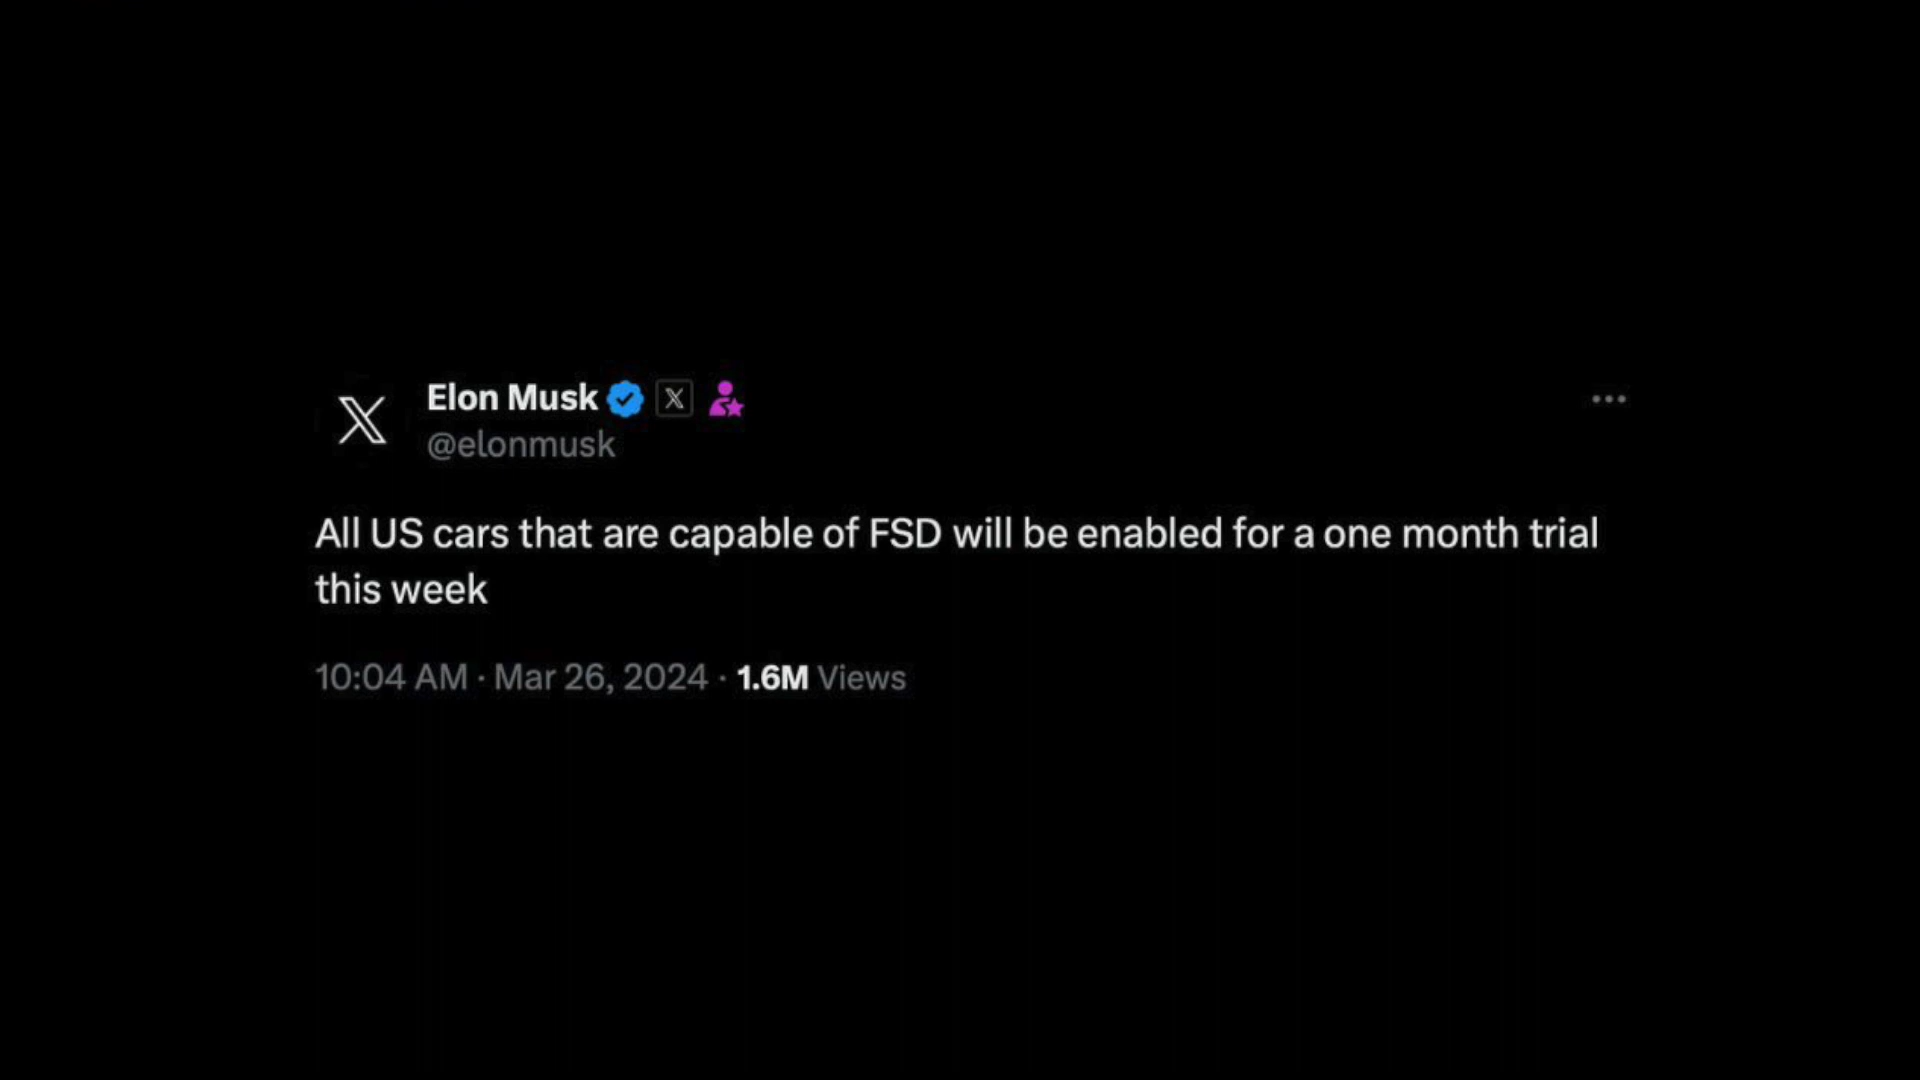 Elon Musk
@elonmusk
All US cars that are capable of FSD will be enabled for a one month trial
this week
10:04 AM · Mar 26, 2024 · 1.6M Views